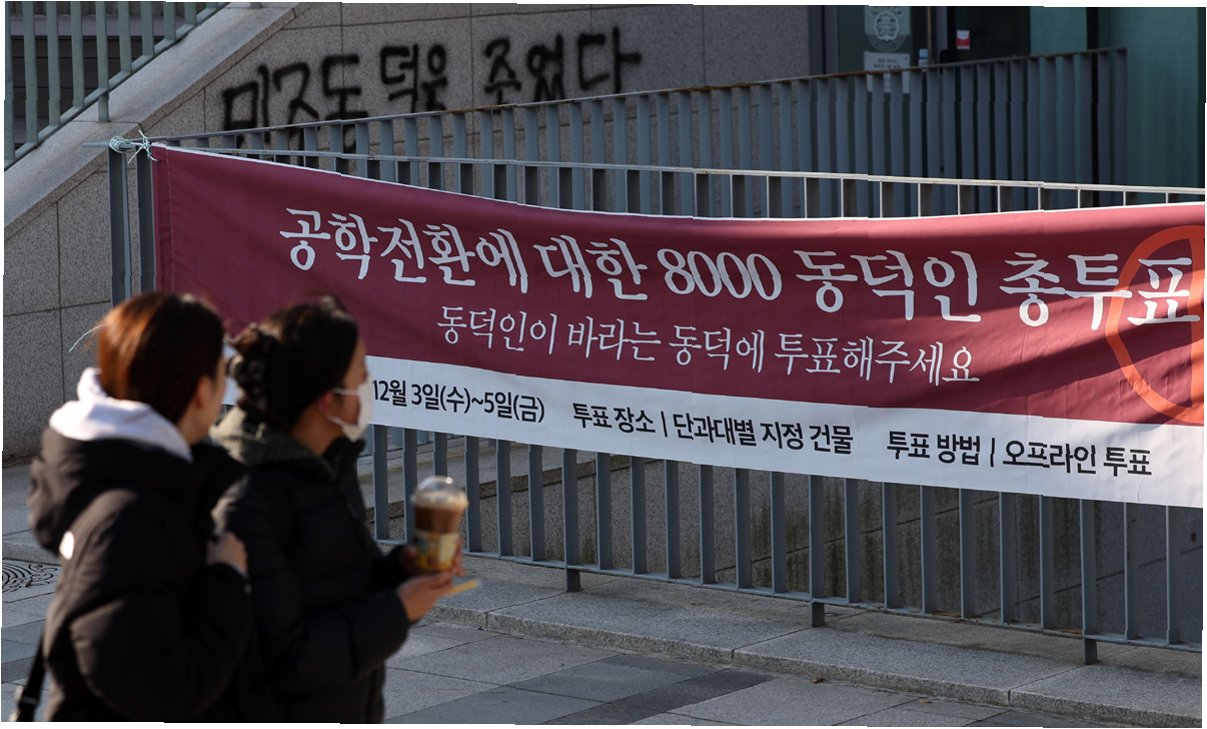 민주동덕은 죽었다
공학전환에 대한 8000 동덕인 총투표
동덕인이 바라는 동덕에 투표해주세요
12월 3일(수)~5일(금) 투표 장소 | 단과대별 지정 건물 투표 방법 | 오프라인 투표